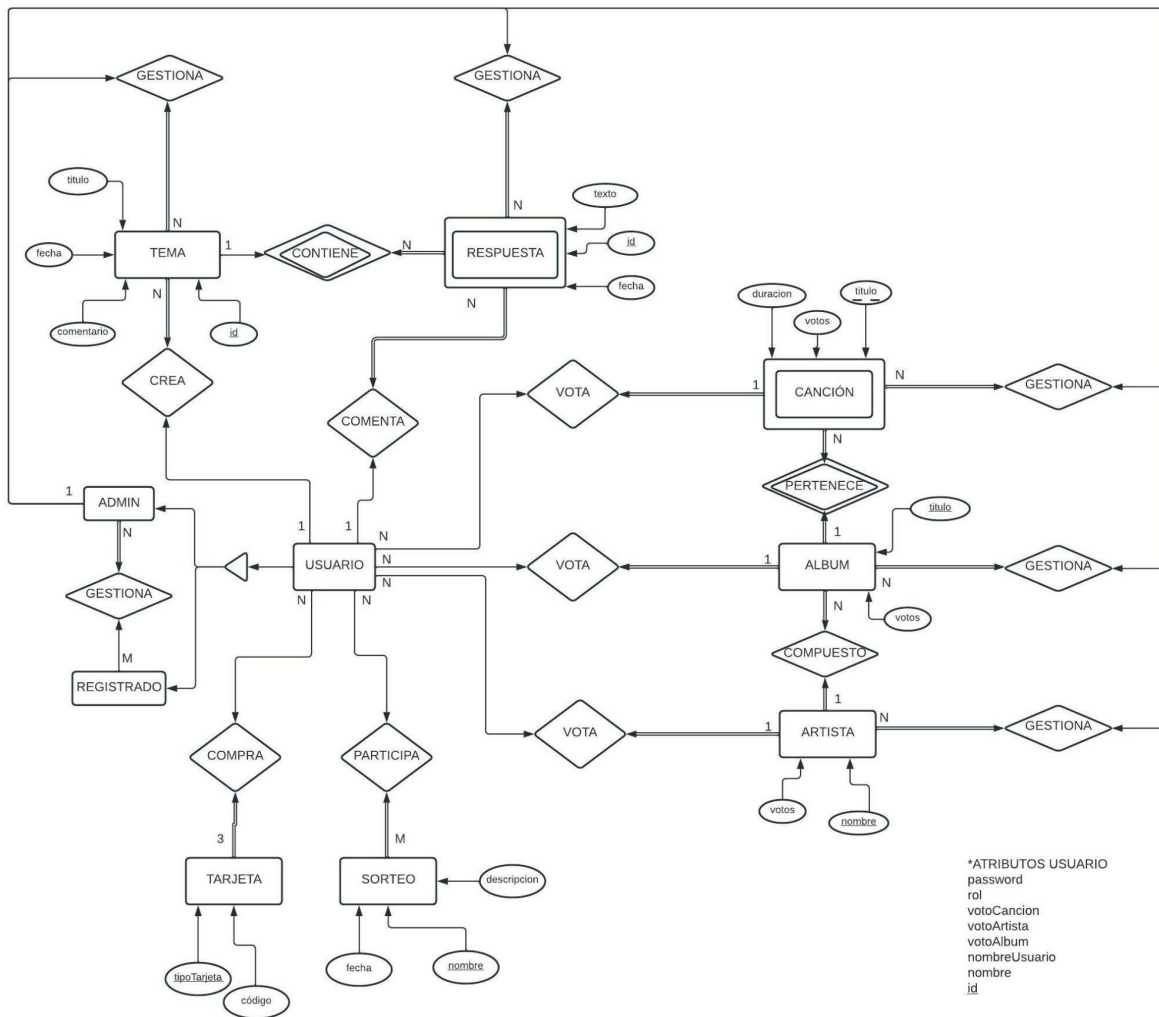 GESTIONA
GESTIONA
titulo
texto
N
N
TEMA
1
CONTIENE
N
RESPUESTA
id
fecha
fecha
N
N
comentario
id
duracion
titulo
votos
CREA
VOTA
1
CANCIÓN
N
GESTIONA
COMENTA
N
PERTENECE
1
ADMIN
titulo
N
1
1
N
1
USUARIO
N
VOTA
1
ALBUM
GESTIONA
N
N
N
N
N
N
GESTIONA
votos
COMPUESTO
M
REGISTRADO
1
N
VOTA
1
ARTISTA
GESTIONA
COMPRA
PARTICIPA
votos
nombre
3
M
TARJETA
SORTEO
descripcion
tipoTarjeta
fecha
nombre
código
*ATRIBUTOS USUARIO
password
rol
votoCancion
votoArtista
votoAlbum
nombreUsuario
nombre
id